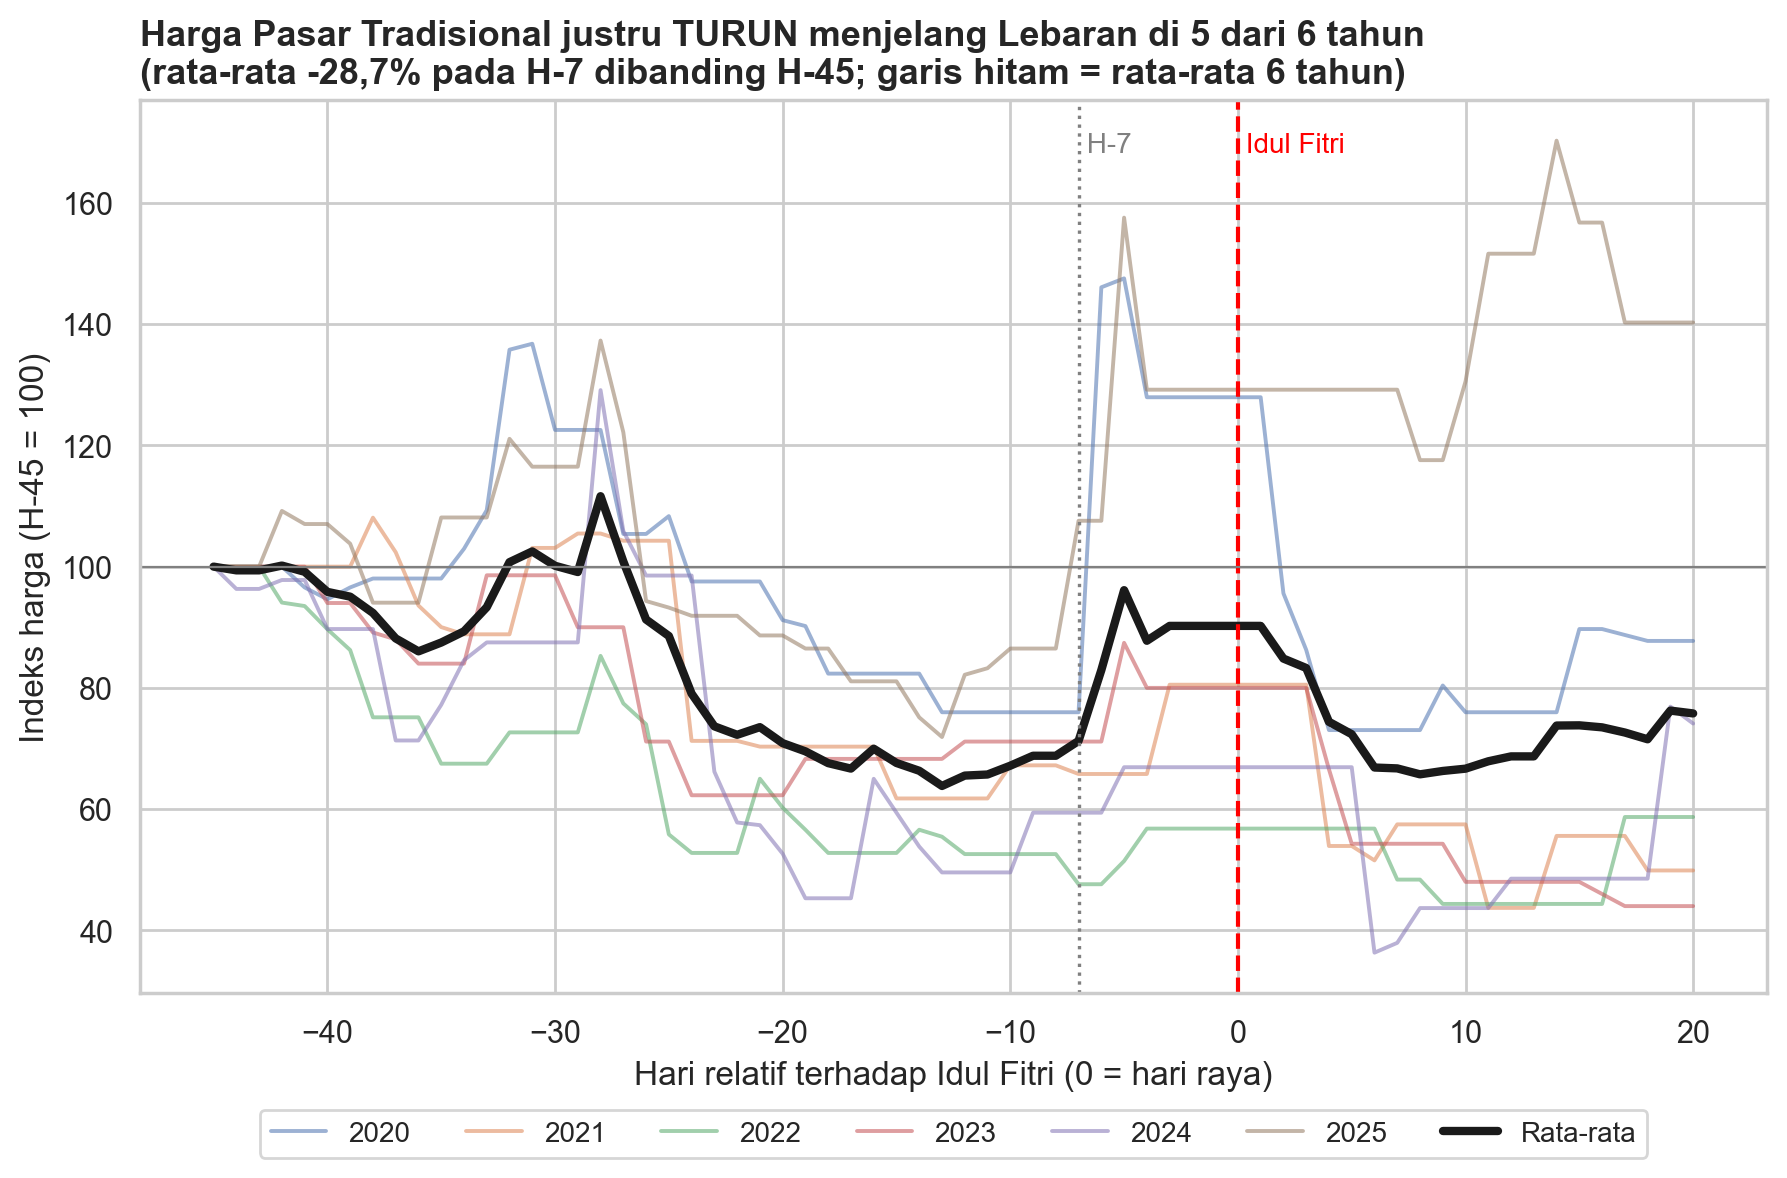 Harga Pasar Tradisional justru TURUN menjelang Lebaran di 5 dari 6 tahun
(rata-rata -28,7% pada H-7 dibanding H-45; garis hitam = rata-rata 6 tahun)
H-7
Idul Fitri
Indeks harga (H-45 = 100)
160
140
120
100
80
60
40
−40
−30
−20
−10
0
10
20
Hari relatif terhadap Idul Fitri (0 = hari raya)
2020
2021
2022
2023
2024
2025
Rata-rata